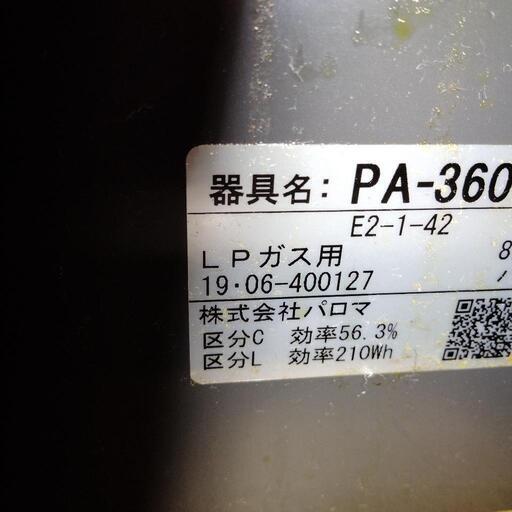 器具名: PA-360
E2-1-42
LPガス用 8
19・06-400127
株式会社パロマ
区分C 効率56.3%
区分L 効率210Wh